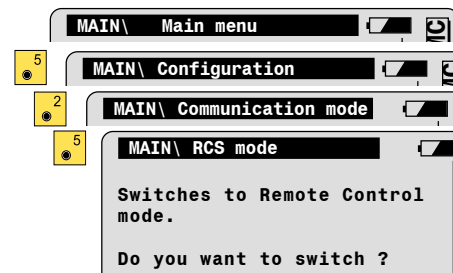 MAIN\ Main menu
5
MAIN\ Configuration
2
MAIN\ Communication mode
5
MAIN\ RCS mode
Switches to Remote Control
mode.
Do you want to switch ?